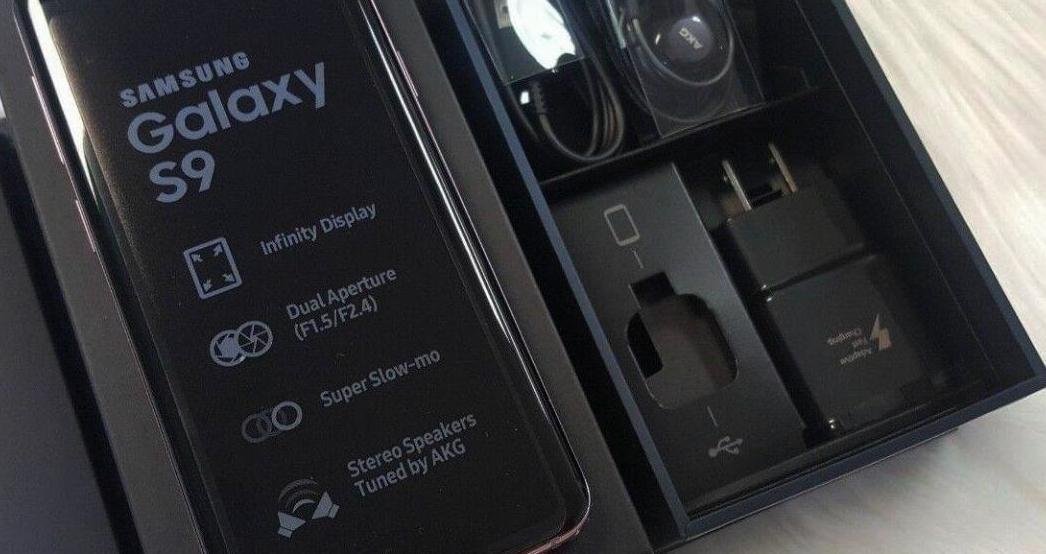 SAMSUNG
Galaxy
S9
Infinity Display
Dual Aperture
(F1.5/F2.4)
Super Slow-mo
Stereo Speakers
Tuned by AKG
AKG
Adaptive
Fast
Charging